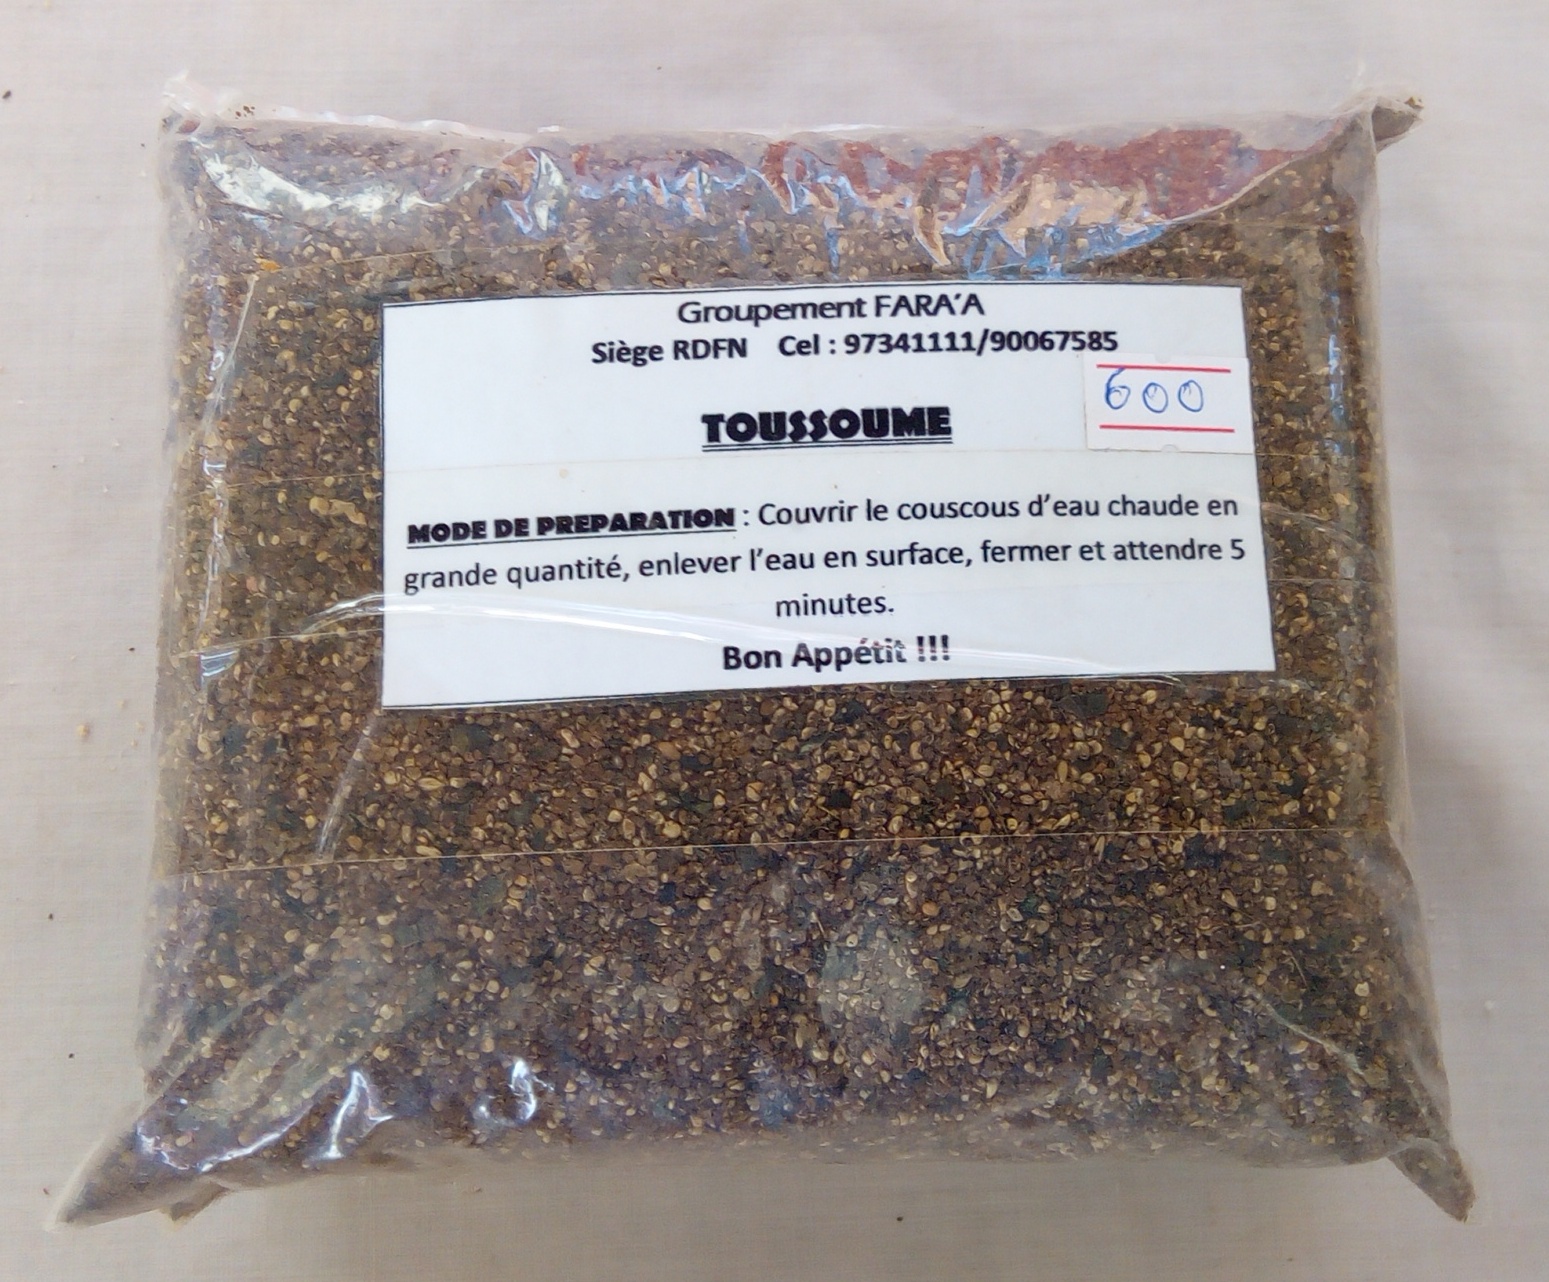 Groupement FARA'A
Siège RDFN Cel : 97341111/90067585
600
TOUSSOUME
MODE DE PREPARATION : Couvrir le couscous d'eau chaude en
grande quantité, enlever l'eau en surface, fermer et attendre 5
minutes.
Bon Appétit !!!